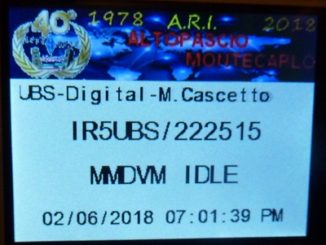 40°
1978 A.R.I. 2018
ALTOPASCIO
MONTECARLO
UBS-Digital-M.Cascetto
IR5UBS/222515
MMDVM IDLE
02/06/2018 07:01:39 PM